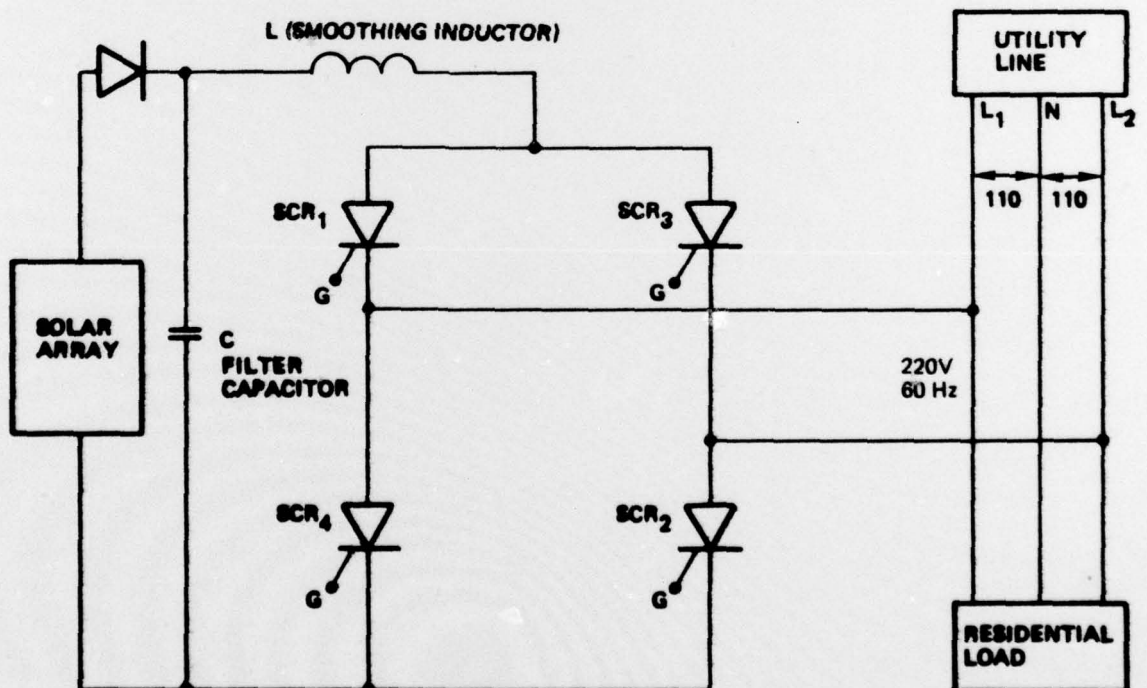 L (SMOOTHING INDUCTOR)
UTILITY
LINE
L1 N L2
110 110
SCR1
G
SCR3
G
SOLAR
ARRAY
C
FILTER
CAPACITOR
220V
60 Hz
SCR4
G
SCR2
G
RESIDENTIAL
LOAD